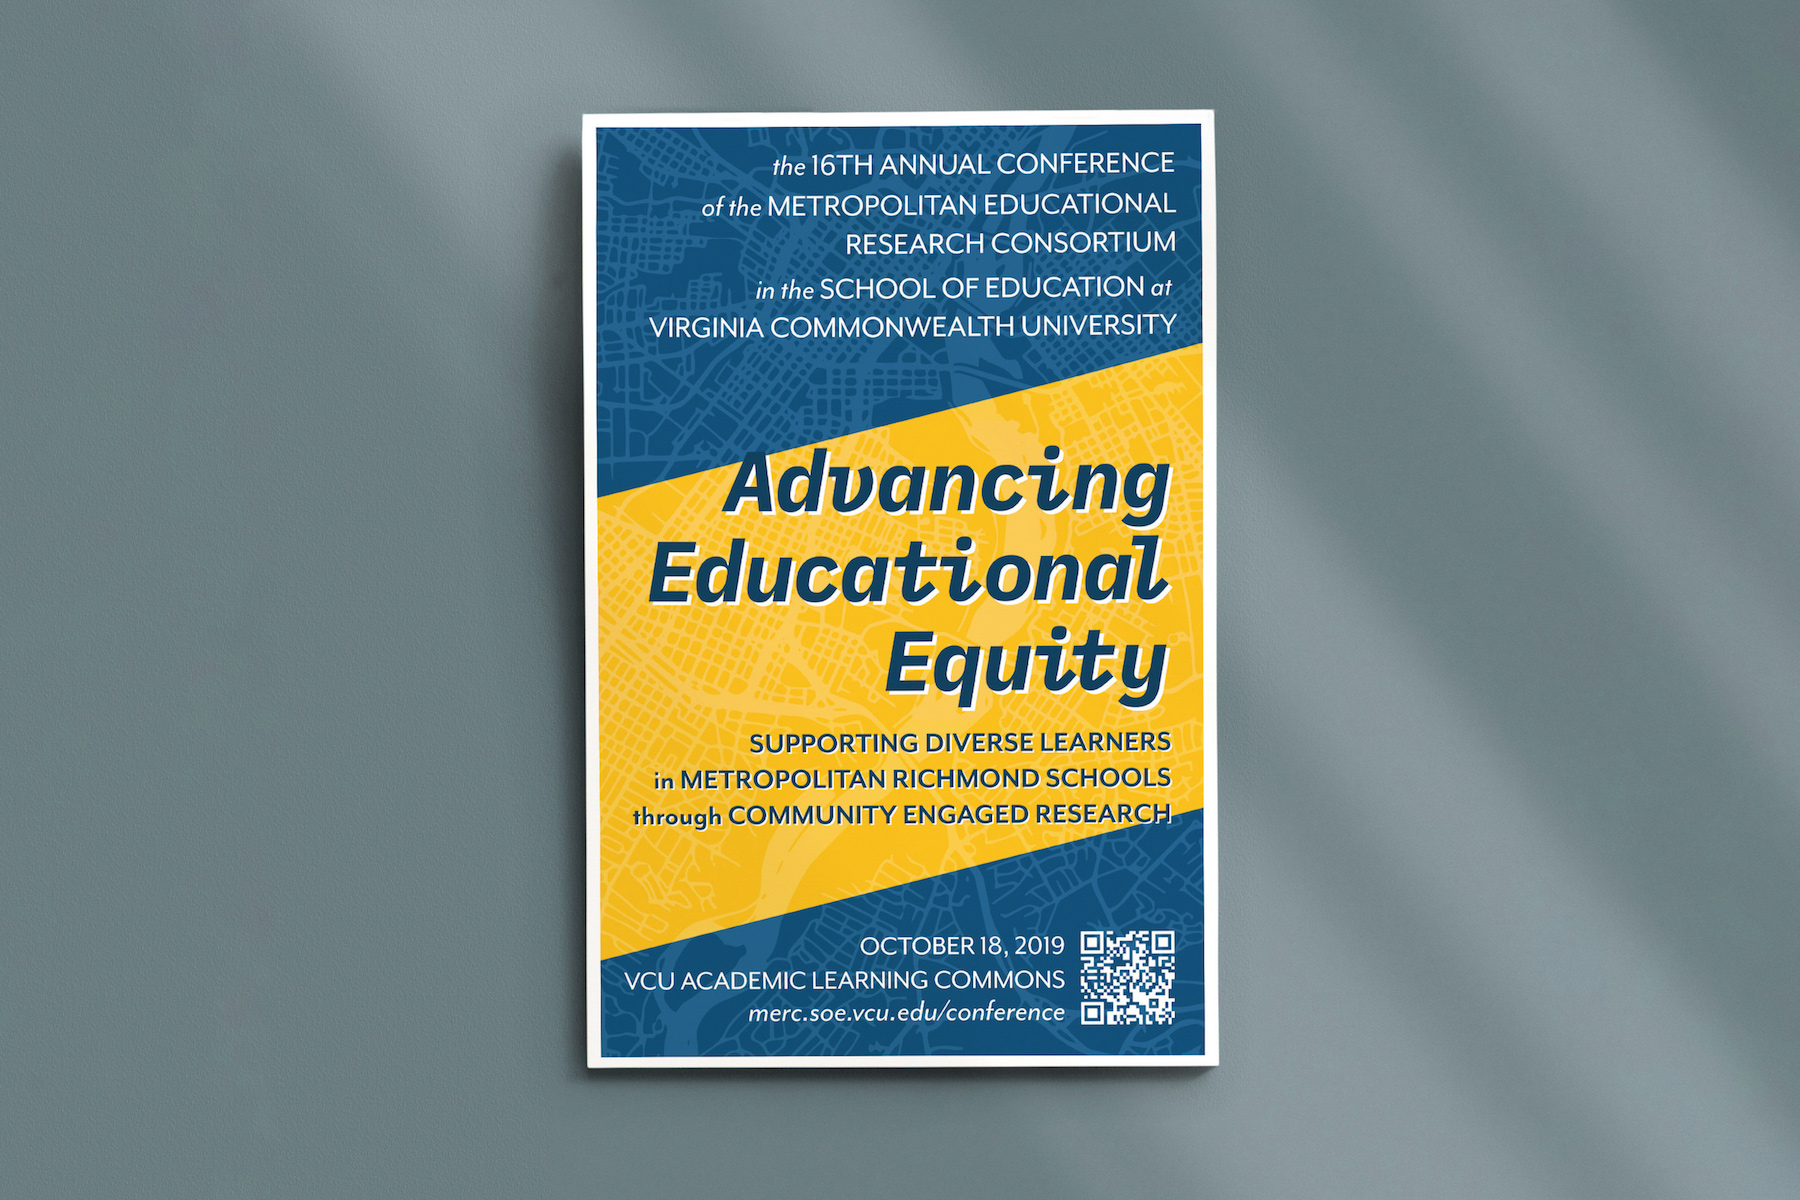 the 16TH ANNUAL CONFERENCE
of the METROPOLITAN EDUCATIONAL
RESEARCH CONSORTIUM
in the SCHOOL OF EDUCATION at
VIRGINIA COMMONWEALTH UNIVERSITY
Advancing
Educational
Equity
SUPPORTING DIVERSE LEARNERS
in METROPOLITAN RICHMOND SCHOOLS
through COMMUNITY ENGAGED RESEARCH
OCTOBER 18, 2019
VCU ACADEMIC LEARNING COMMONS
merc.soe.vcu.edu/conference